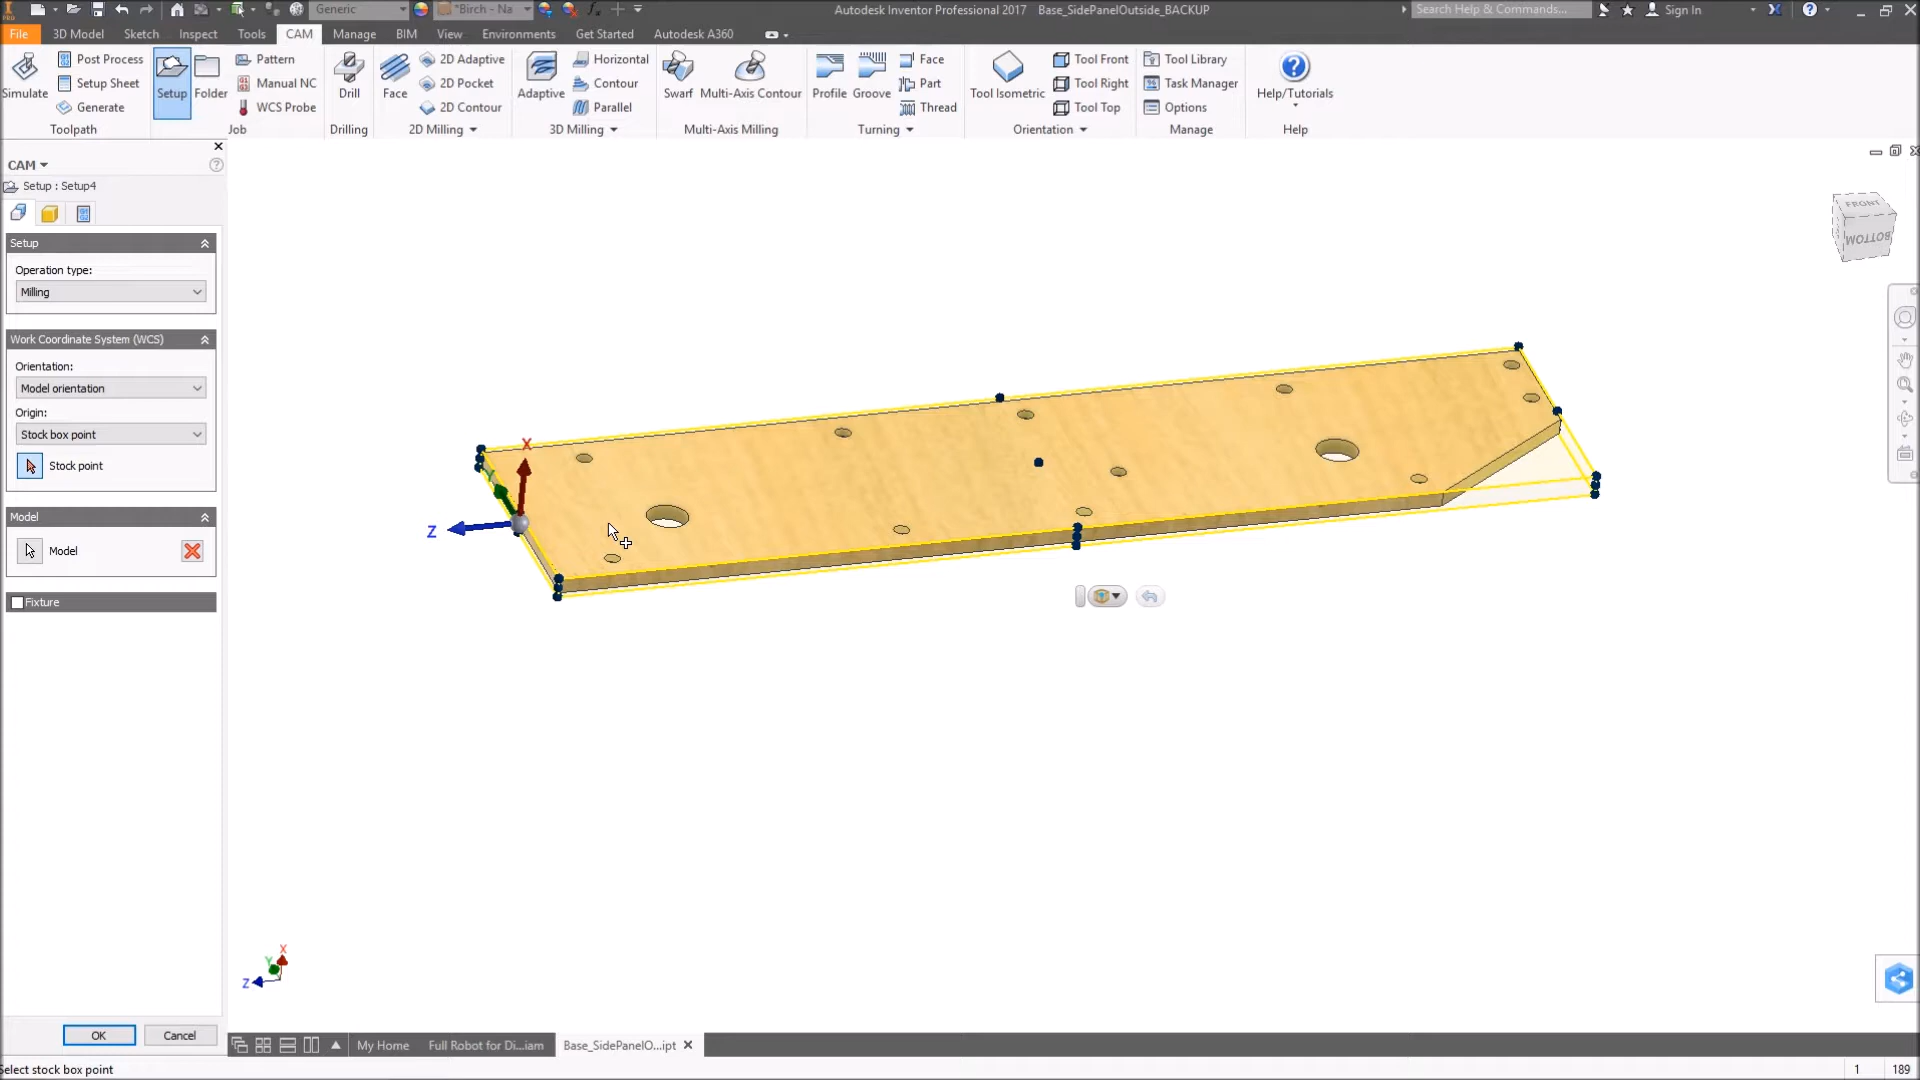 Generic
*Birch - Na
Autodesk Inventor Professional 2017 Base_SidePanelOutside_BACKUP
Search Help & Commands...
Sign In
File 3D Model Sketch Inspect Tools CAM Manage BIM View Environments Get Started Autodesk A360
Simulate
Post Process
Setup Sheet
Generate
Toolpath
Setup
Folder
Pattern
Manual NC
WCS Probe
Job
Drill
Drilling
Face
2D Adaptive
2D Pocket
2D Contour
2D Milling
Adaptive
Horizontal
Contour
Parallel
3D Milling
Swarf
Multi-Axis Contour
Multi-Axis Milling
Profile
Groove
Face
Part
Thread
Turning
Tool Isometric
Tool Front
Tool Right
Tool Top
Orientation
Tool Library
Task Manager
Options
Manage
Help/Tutorials
Help
CAM
Setup : Setup4
Setup
Operation type:
Milling
Work Coordinate System (WCS)
Orientation:
Model orientation
Origin:
Stock box point
Stock point
Model
Model
Fixture
OK
Cancel
FRONT
BOTTOM
X
Y
Z
X
Y
Z
My Home
Full Robot for Di...iam
Base_SidePanelO...ipt
Select stock box point
1 189